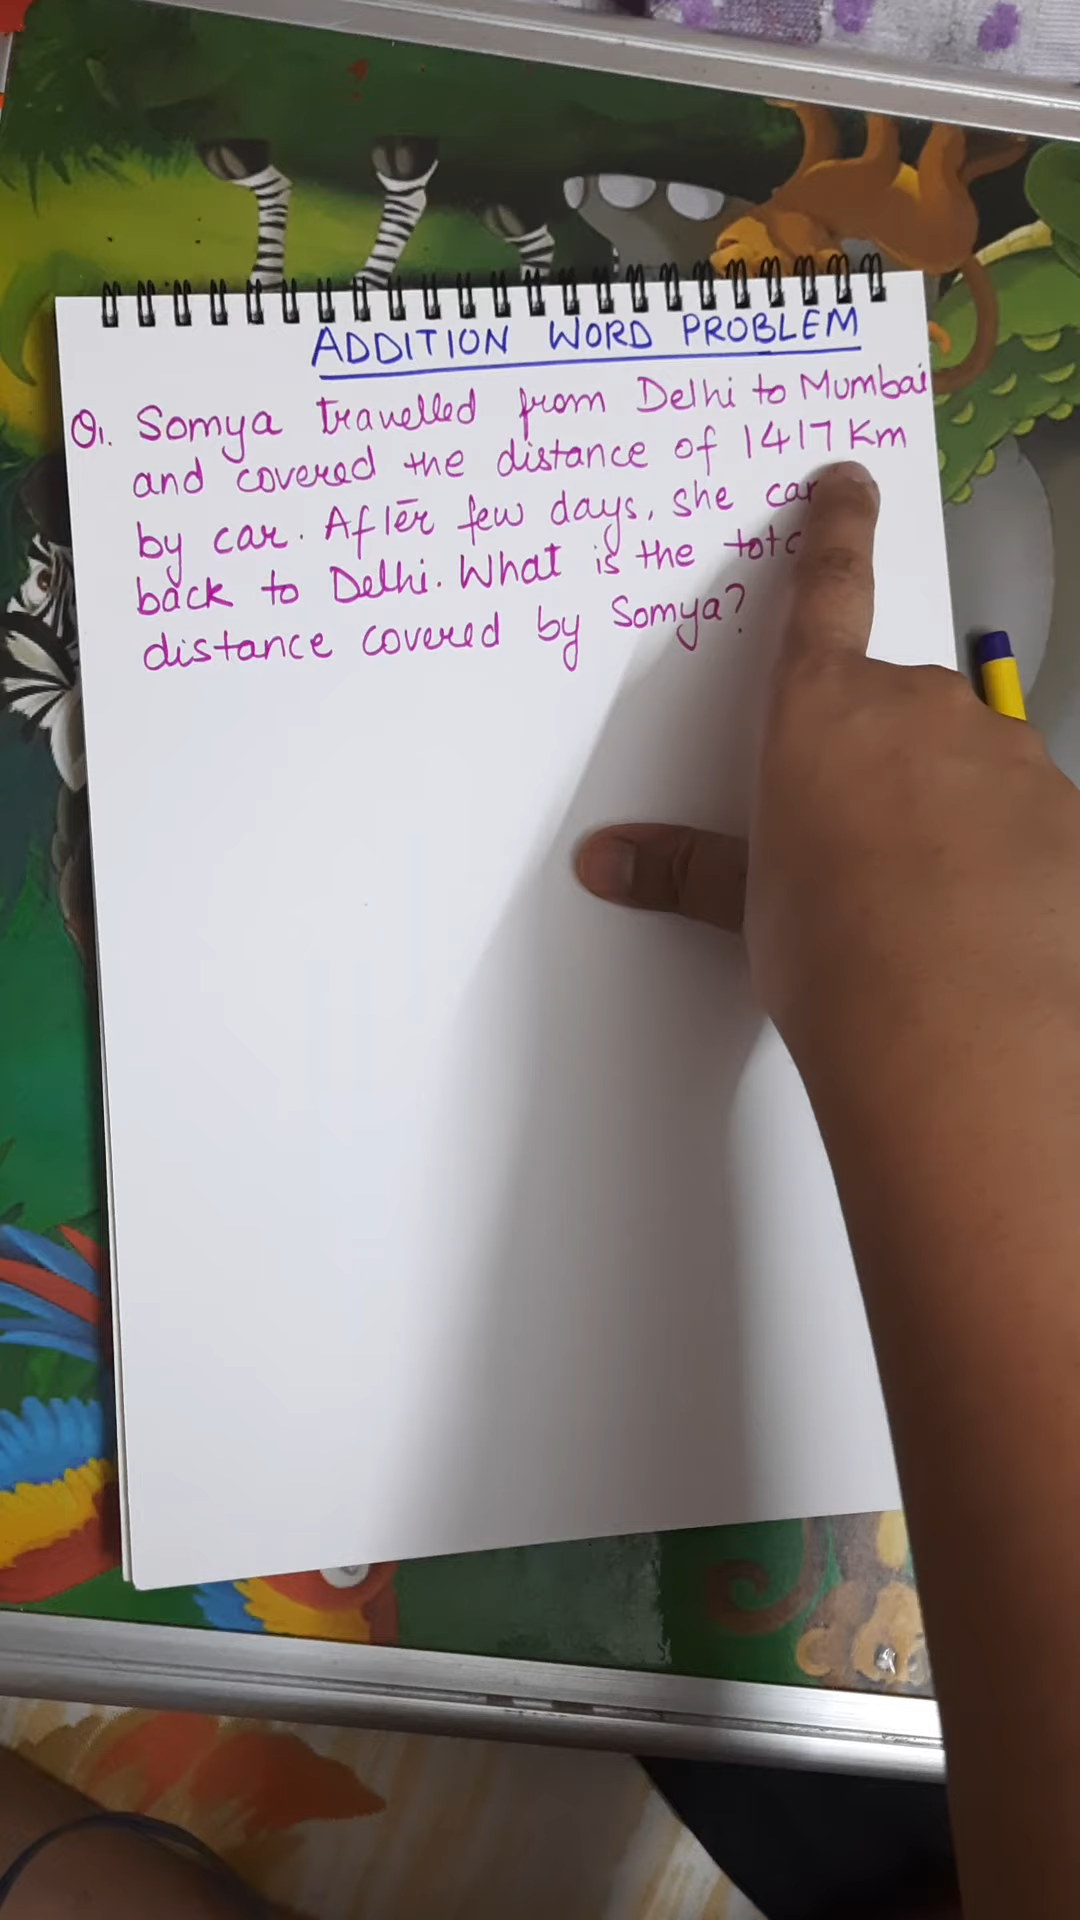 ADDITION WORD PROBLEM
Q1. Somya travelled from Delhi to Mumbai
and covered the distance of 1417 Km
by car. After few days, she
back to Delhi. What is the
distance covered by Somya?